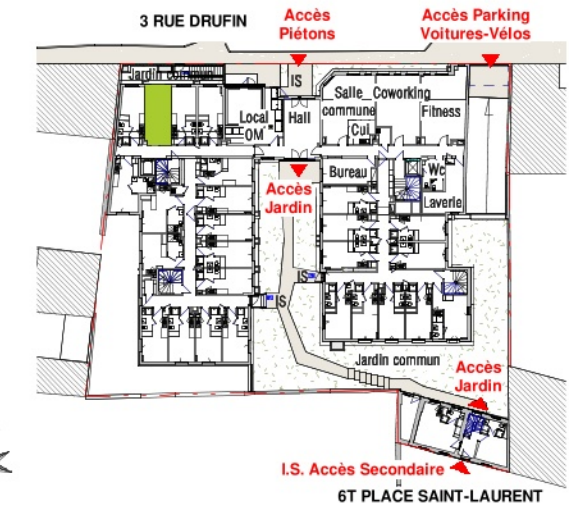 3 RUE DRUFIN
Accès
Piétons
Accès Parking
Voitures-Vélos
Jardin
IS
Local
OM
Hall
Salle
commune
Coworking
Cui
Fitness
Bureau
Wc
Laverie
Accès
Jardin
IS
IS
Jardin commun
Accès
Jardin
I.S. Accès Secondaire
6T PLACE SAINT-LAURENT